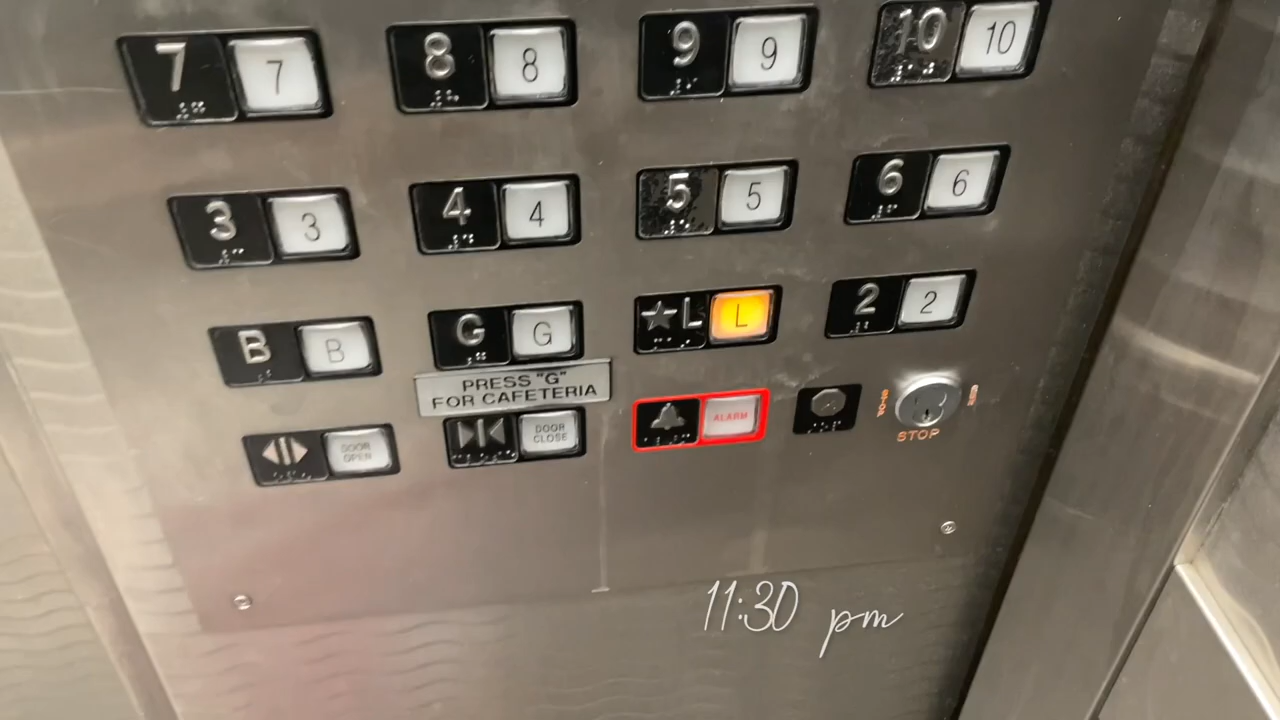 7 7 8 8 9 9 10 10
3 3 4 4 5 5 6 6
B B G G ★L L 2 2
PRESS "G"
FOR CAFETERIA
DOOR
OPEN
DOOR
CLOSE
ALARM
STOP
11:30 pm